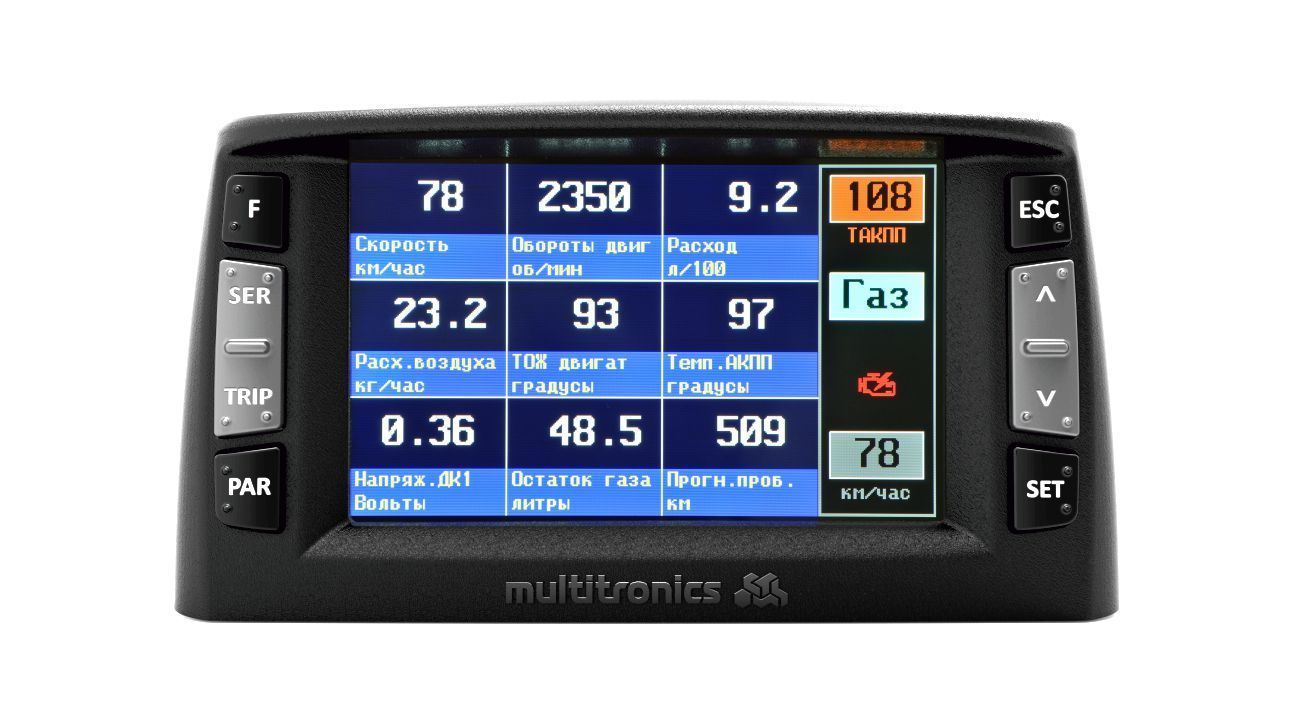 F
SER
TRIP
PAR
78
Скорость
км/час
2350
Обороты двиг
об/мин
9.2
Расход
л/100
23.2
Расх.воздуха
кг/час
93
ТОЖ двигат
градусы
97
Темп.АКПП
градусы
0.36
Напряж.ДК1
Вольты
48.5
Остаток газа
литры
509
Прогн.проб.
км
108
ТАКПП
Газ
78
км/час
ESC
SET
multitronics